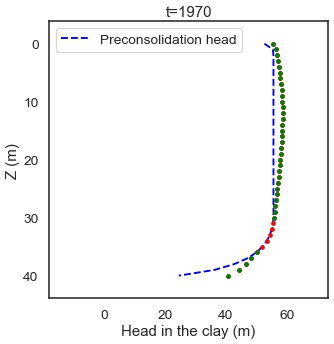 t=1970
Preconsolidation head
0
10
20
30
40
Z (m)
0 20 40 60
Head in the clay (m)